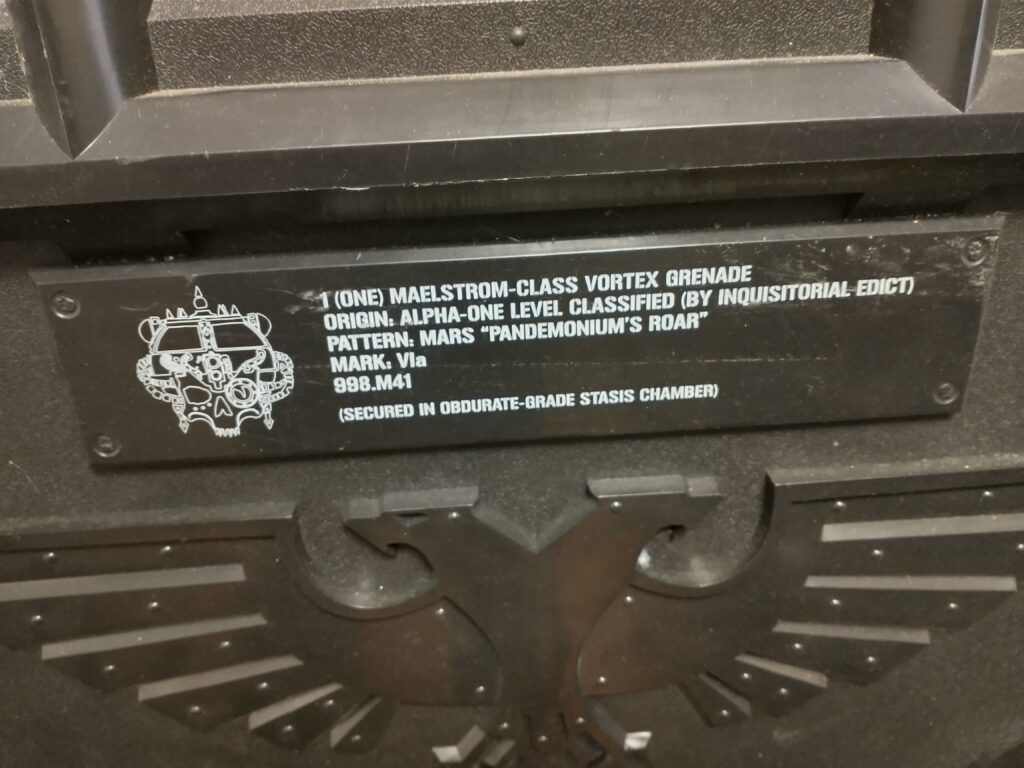 1 (ONE) MAELSTROM-CLASS VORTEX GRENADE
ORIGIN: ALPHA-ONE LEVEL CLASSIFIED (BY INQUISITORIAL EDICT)
PATTERN: MARS “PANDEMONIUM'S ROAR”
MARK: VIa
998.M41
(SECURED IN OBDURATE-GRADE STASIS CHAMBER)